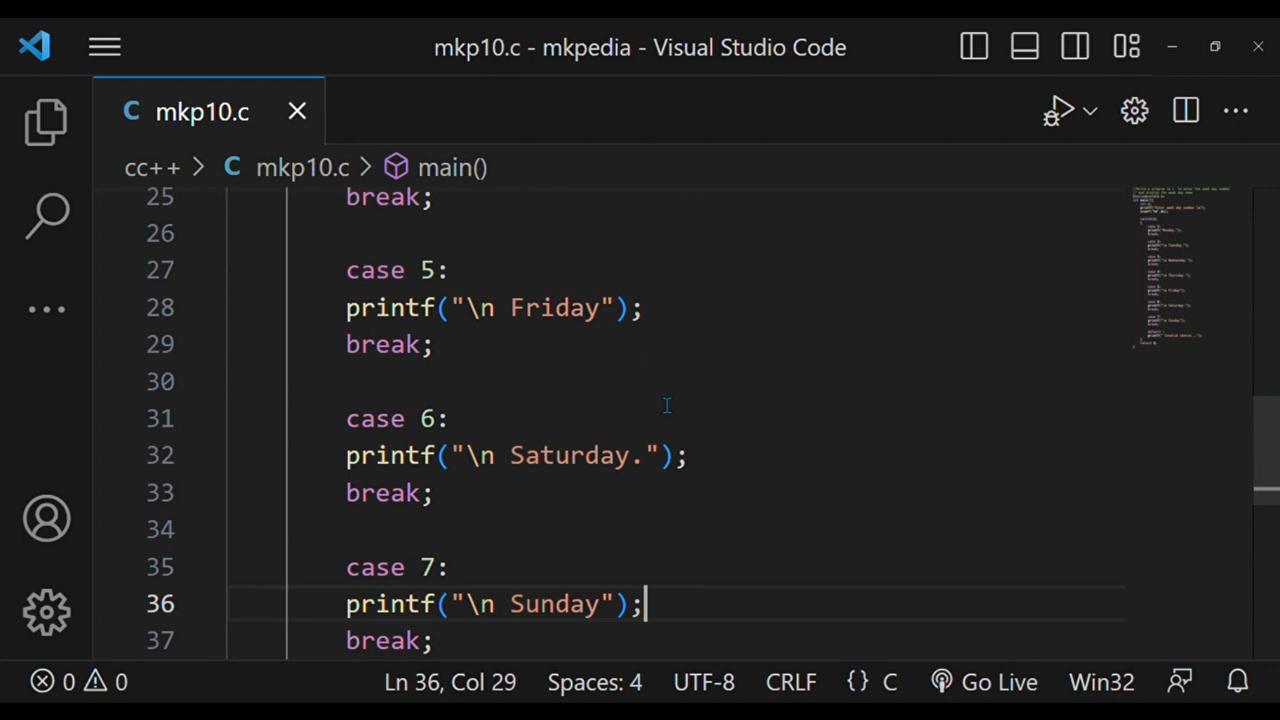 mkp10.c - mkpedia - Visual Studio Code
C mkp10.c
cc++ > C mkp10.c > main()
25 break;
26
27 case 5:
28 printf("\n Friday");
29 break;
30
31 case 6:
32 printf("\n Saturday.");
33 break;
34
35 case 7:
36 printf("\n Sunday");
37 break;
0 0 Ln 36, Col 29 Spaces: 4 UTF-8 CRLF {} C Go Live Win32